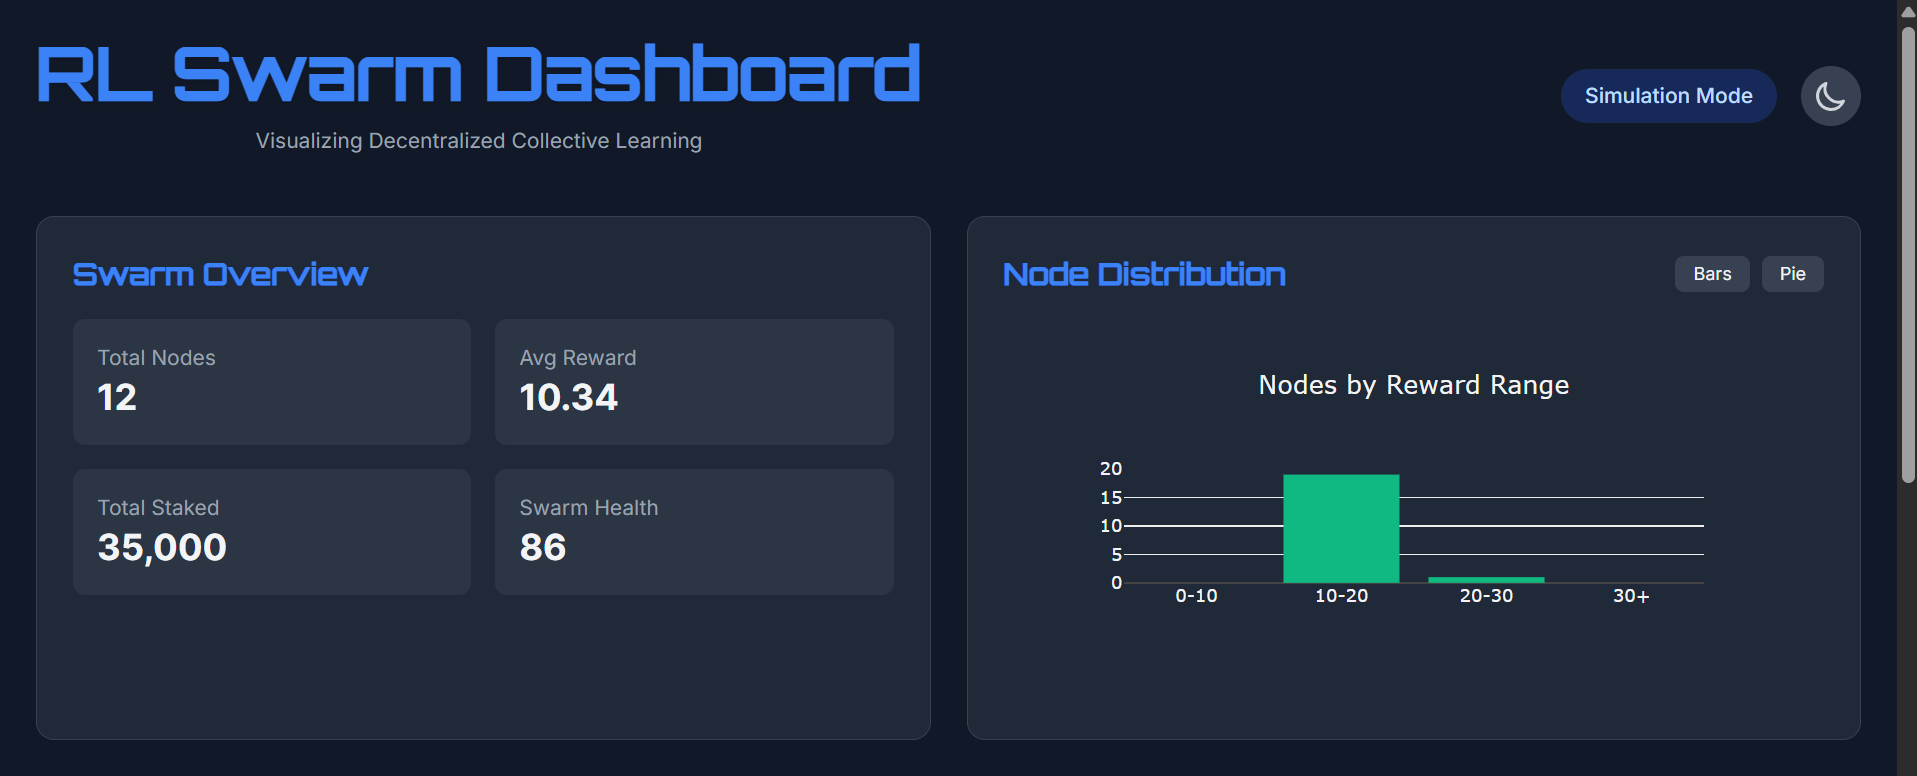 RL Swarm Dashboard
Visualizing Decentralized Collective Learning
Simulation Mode
Swarm Overview
Total Nodes
12
Avg Reward
10.34
Total Staked
35,000
Swarm Health
86
Node Distribution
Bars
Pie
Nodes by Reward Range
20
15
10
5
0
0-10
10-20
20-30
30+